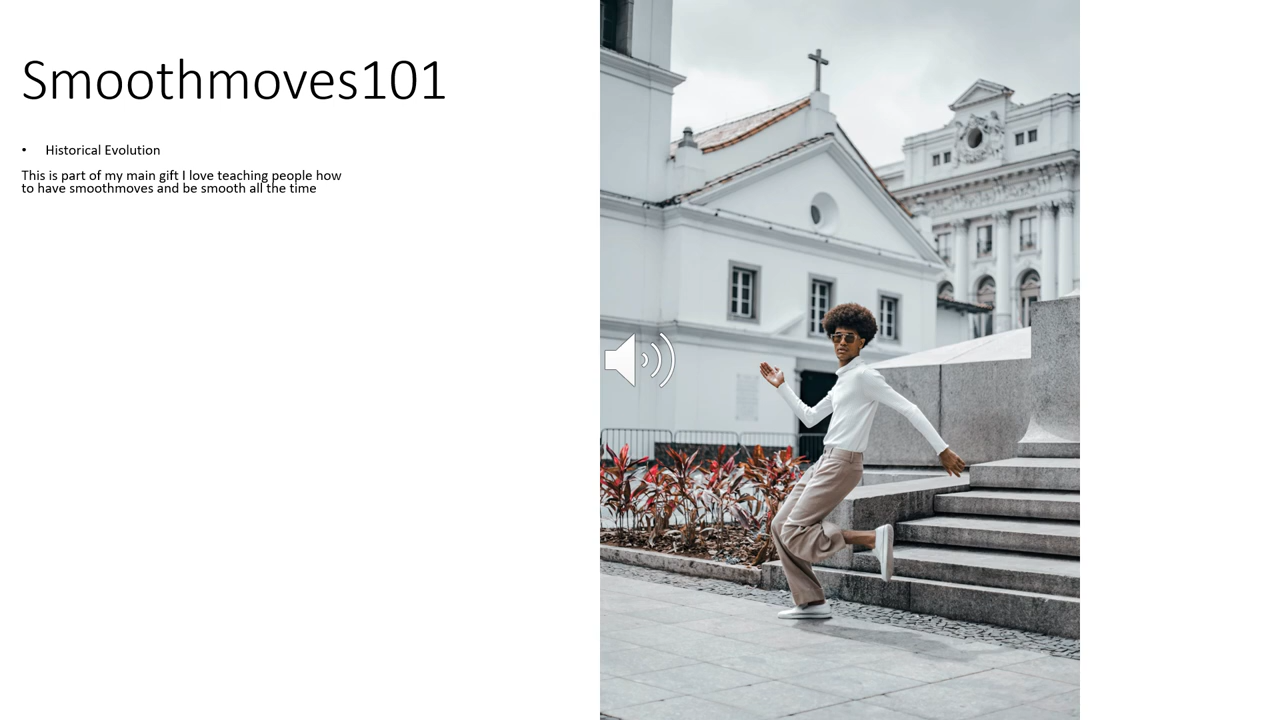 Smoothmoves101
• Historical Evolution
This is part of my main gift I love teaching people how
to have smoothmoves and be smooth all the time